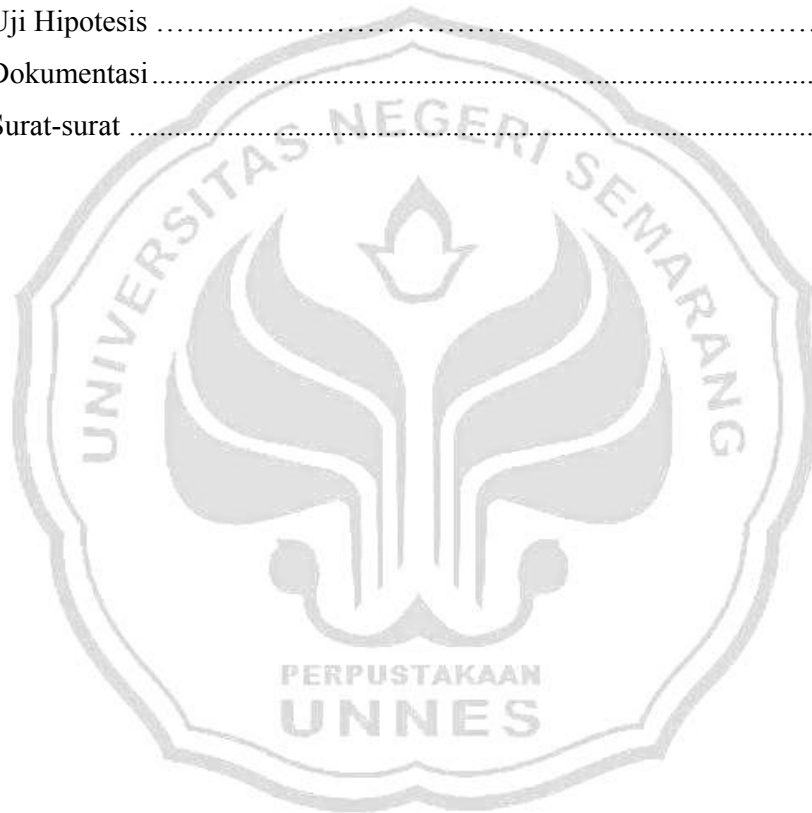 Uji Hipotesis ........................................................................
Dokumentasi........................................................................
Surat-surat ........................................................................
UNIVERSITAS NEGERI SEMARANG
PERPUSTAKAAN
UNNES